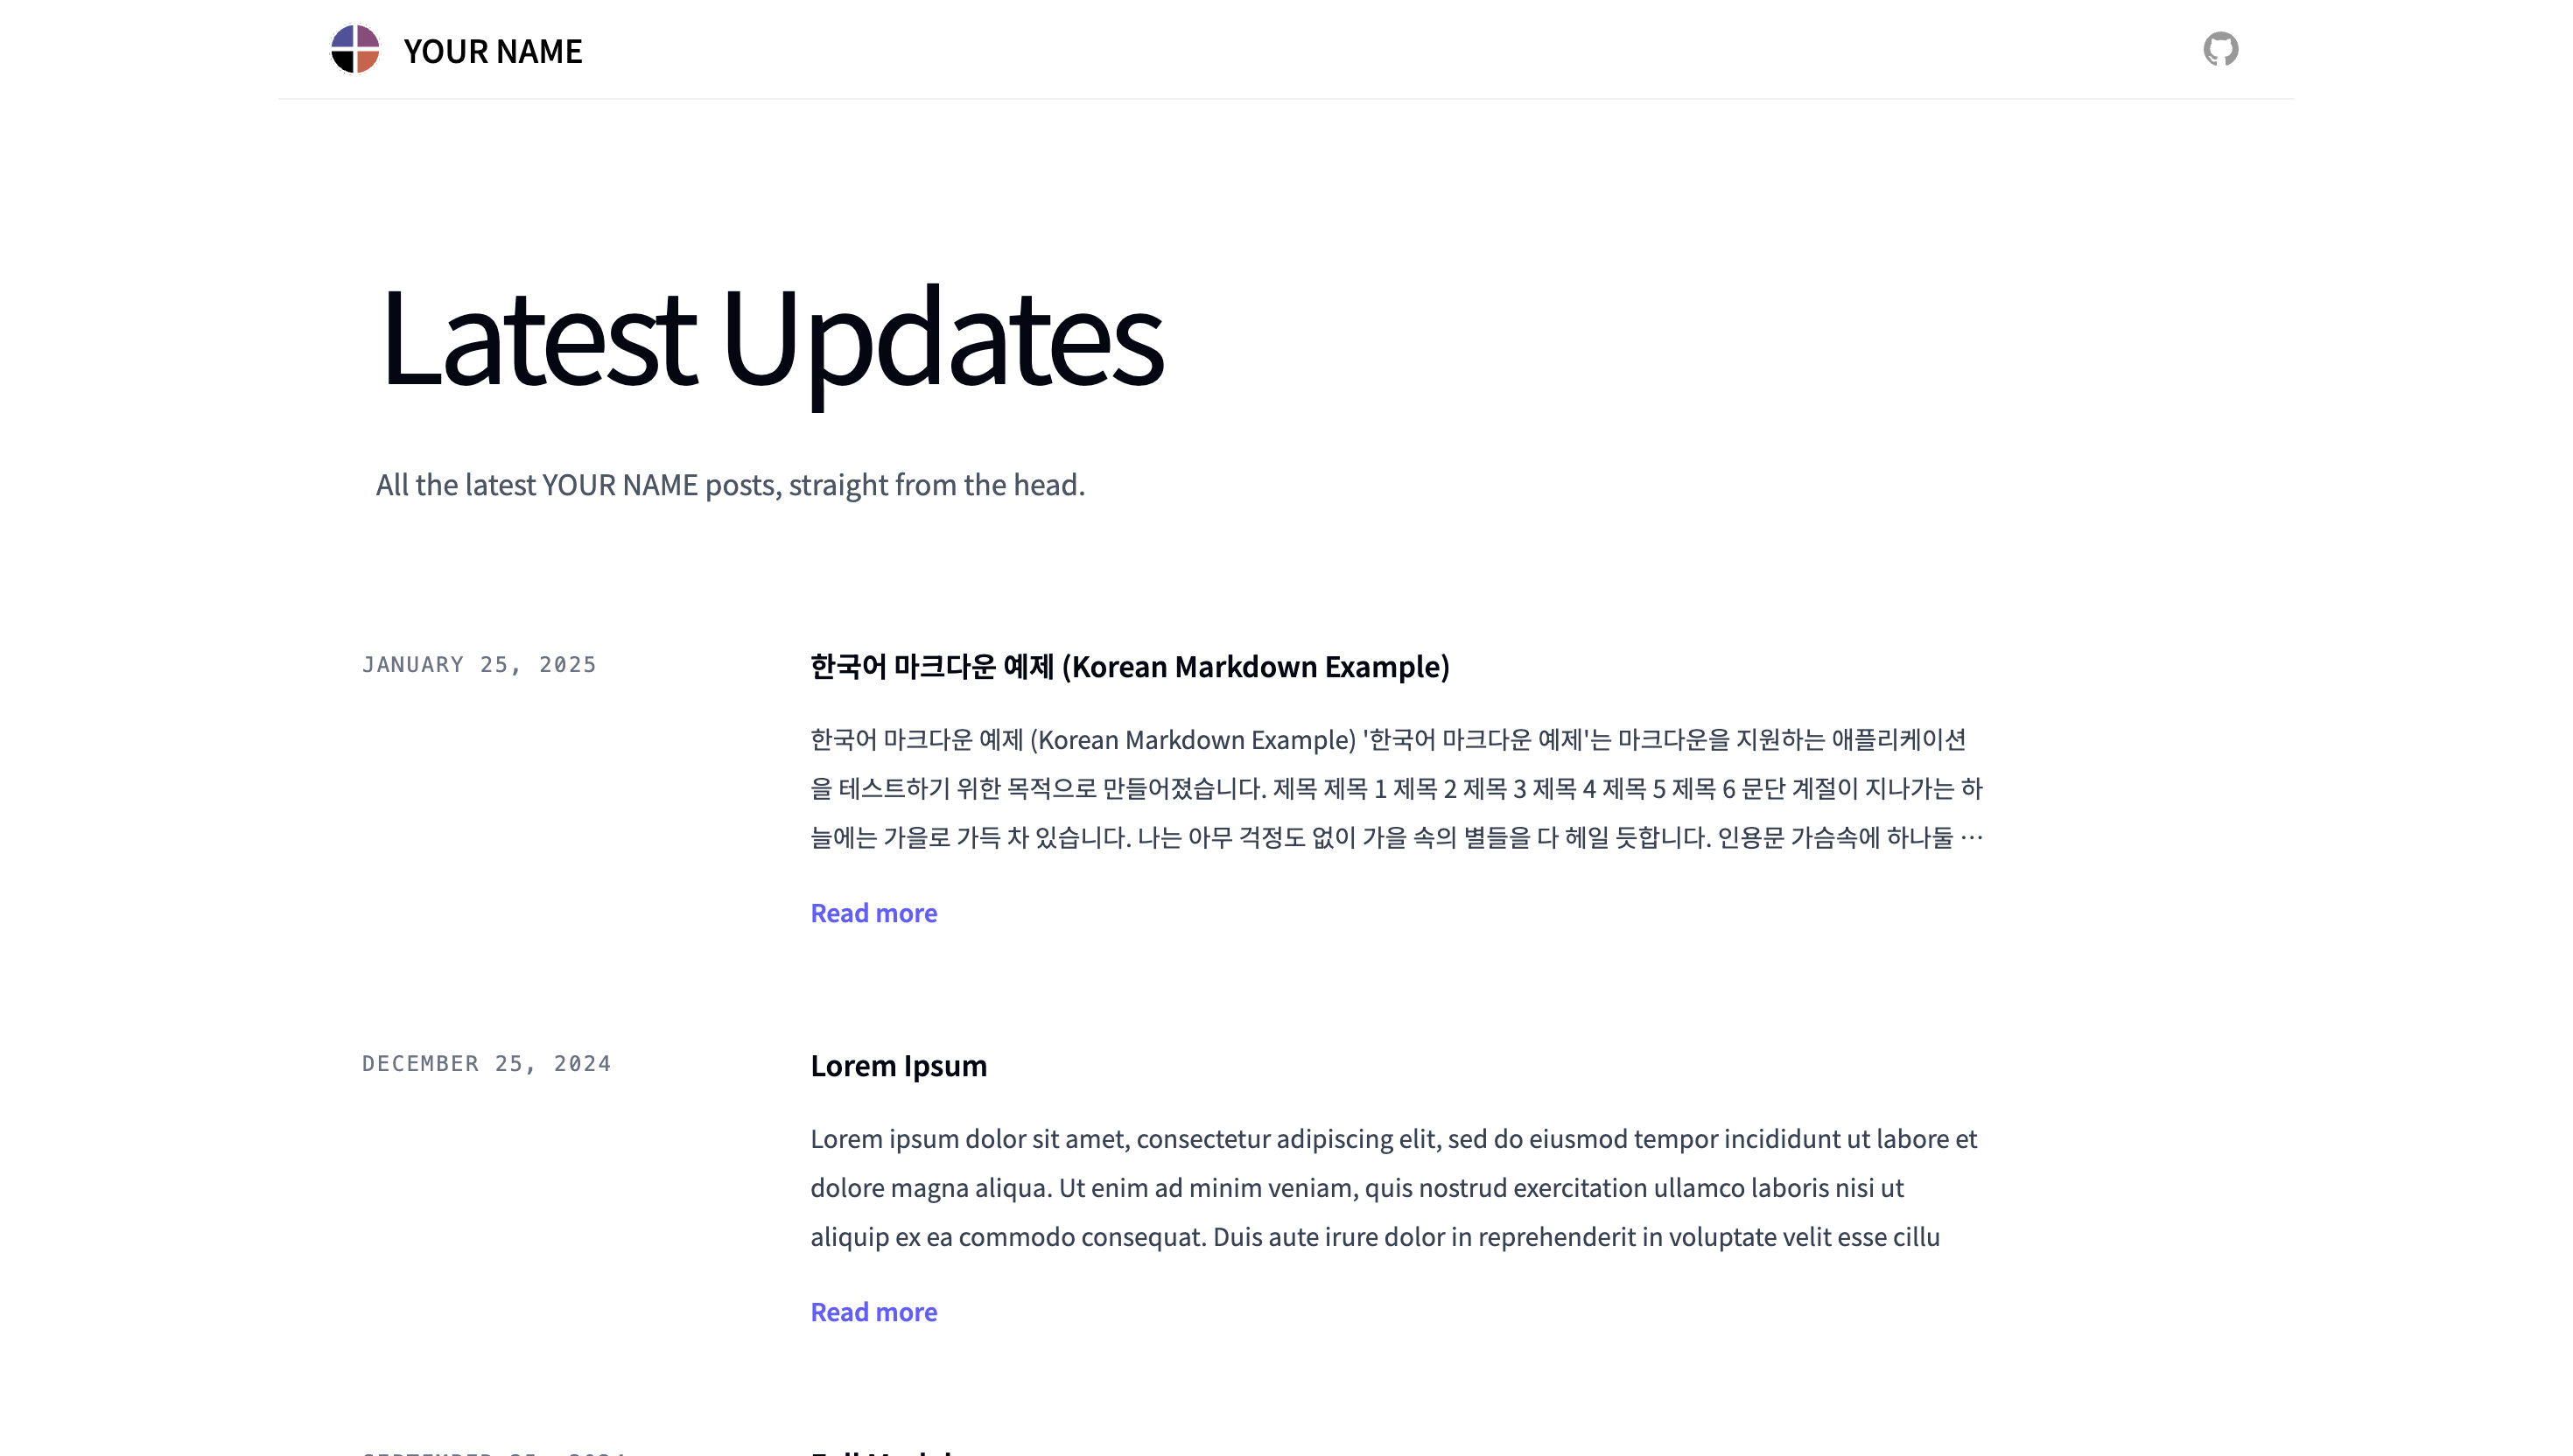 YOUR NAME
Latest Updates
All the latest YOUR NAME posts, straight from the head.
JANUARY 25, 2025
한국어 마크다운 예제 (Korean Markdown Example)
한국어 마크다운 예제 (Korean Markdown Example) '한국어 마크다운 예제'는 마크다운을 지원하는 애플리케이션
을 테스트하기 위한 목적으로 만들어졌습니다. 제목 제목 1 제목 2 제목 3 제목 4 제목 5 제목 6 문단 계절이 지나가는 하
늘에는 가을로 가득 차 있습니다. 나는 아무 걱정도 없이 가을 속의 별들을 다 헤일 듯합니다. 인용문 가슴속에 하나둘 …
Read more
DECEMBER 25, 2024
Lorem Ipsum
Lorem ipsum dolor sit amet, consectetur adipiscing elit, sed do eiusmod tempor incididunt ut labore et
dolore magna aliqua. Ut enim ad minim veniam, quis nostrud exercitation ullamco laboris nisi ut
aliquip ex ea commodo consequat. Duis aute irure dolor in reprehenderit in voluptate velit esse cillu
Read more